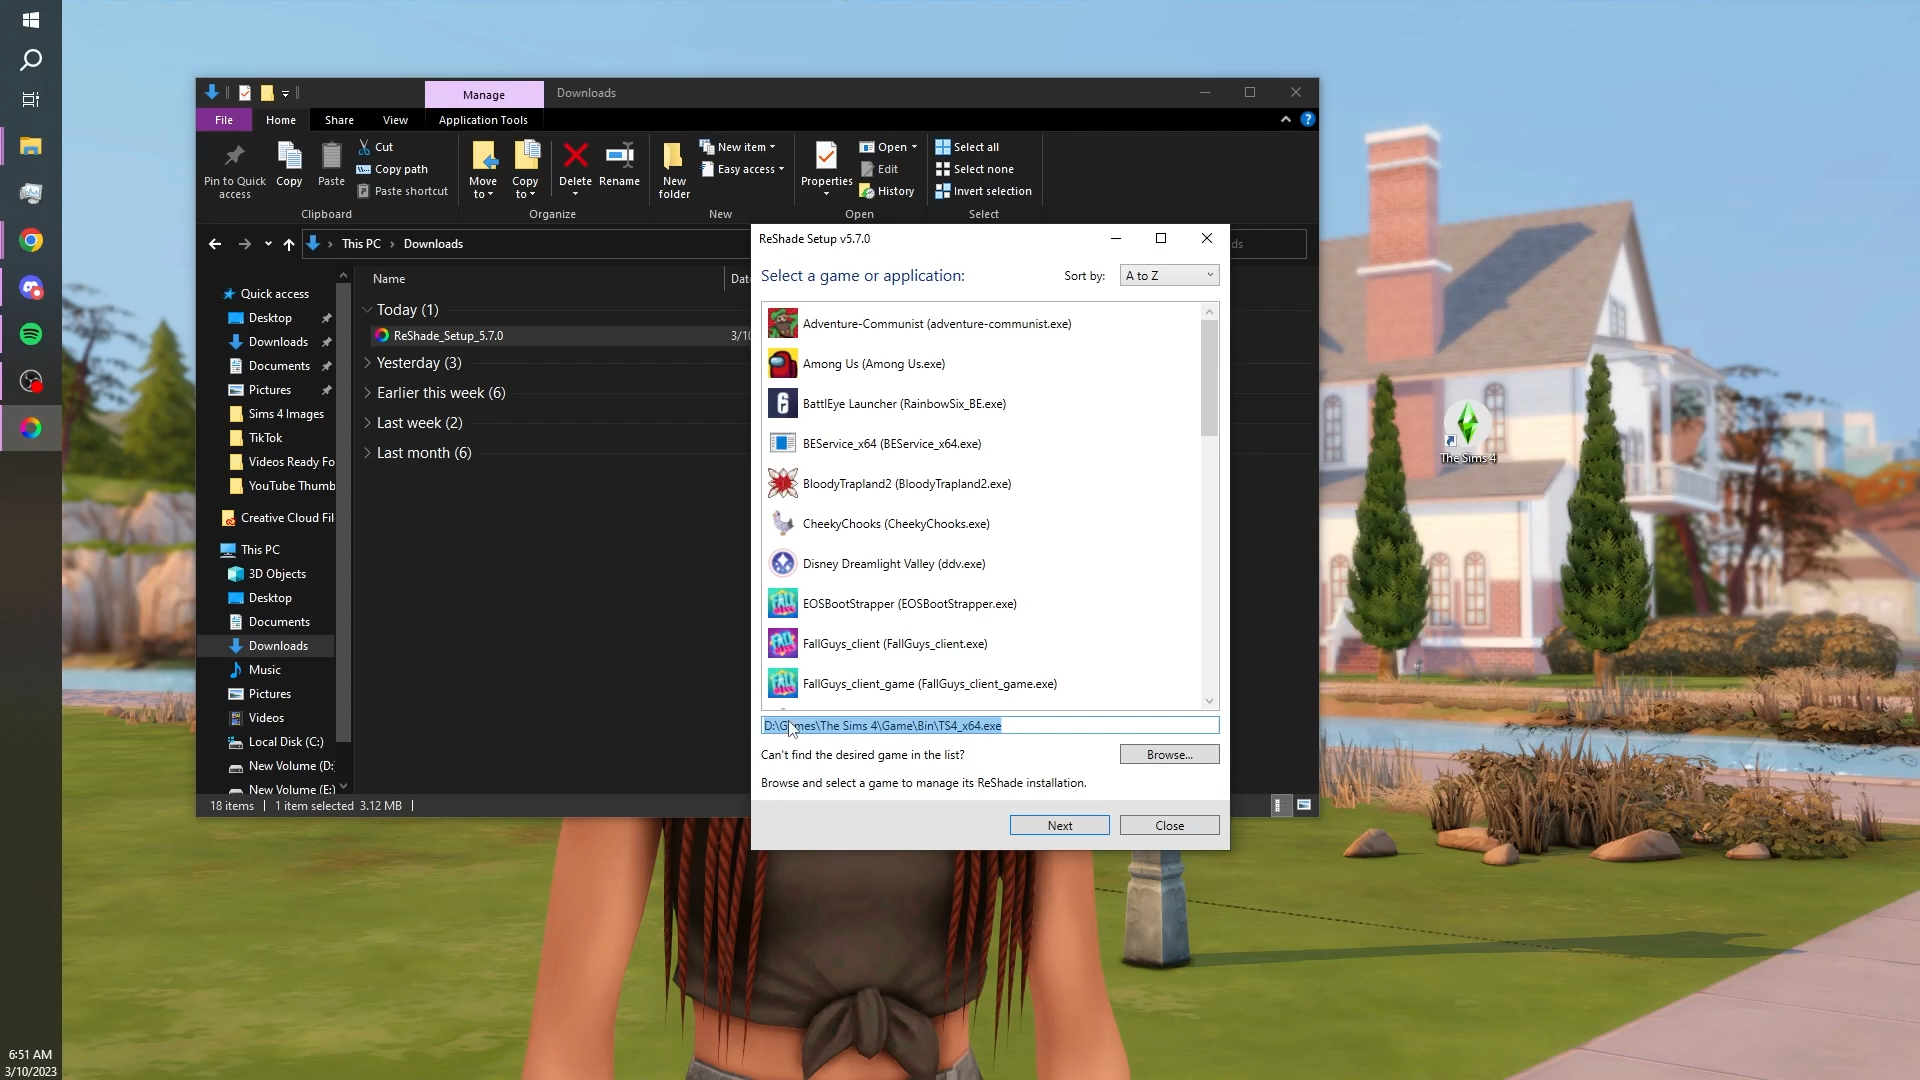 Manage
Downloads
File
Home
Share
View
Application Tools
Pin to Quick access
Copy
Paste
Cut
Copy path
Paste shortcut
Clipboard
Move to
Copy to
Delete
Rename
Organize
New folder
New item
Easy access
New
Properties
Open
Edit
History
Open
Select all
Select none
Invert selection
Select
This PC
Downloads
ds
Quick access
Desktop
Downloads
Documents
Pictures
Sims 4 Images
TikTok
Videos Ready Fo
YouTube Thumb
Creative Cloud Fil
This PC
3D Objects
Desktop
Documents
Downloads
Music
Pictures
Videos
Local Disk (C:)
New Volume (D:
New Volume (E:)
Name
Dat
Today (1)
ReShade_Setup_5.7.0
3/10
Yesterday (3)
Earlier this week (6)
Last week (2)
Last month (6)
18 items
1 item selected 3.12 MB
ReShade Setup v5.7.0
Select a game or application:
Sort by:
A to Z
Adventure-Communist (adventure-communist.exe)
Among Us (Among Us.exe)
BattlEye Launcher (RainbowSix_BE.exe)
BEService_x64 (BEService_x64.exe)
BloodyTrapland2 (BloodyTrapland2.exe)
CheekyChooks (CheekyChooks.exe)
Disney Dreamlight Valley (ddv.exe)
EOSBootStrapper (EOSBootStrapper.exe)
FallGuys_client (FallGuys_client.exe)
FallGuys_client_game (FallGuys_client_game.exe)
D:\Games\The Sims 4\Game\Bin\TS4_x64.exe
Can't find the desired game in the list?
Browse...
Browse and select a game to manage its ReShade installation.
Next
Close
The Sims 4
6:51 AM
3/10/2023